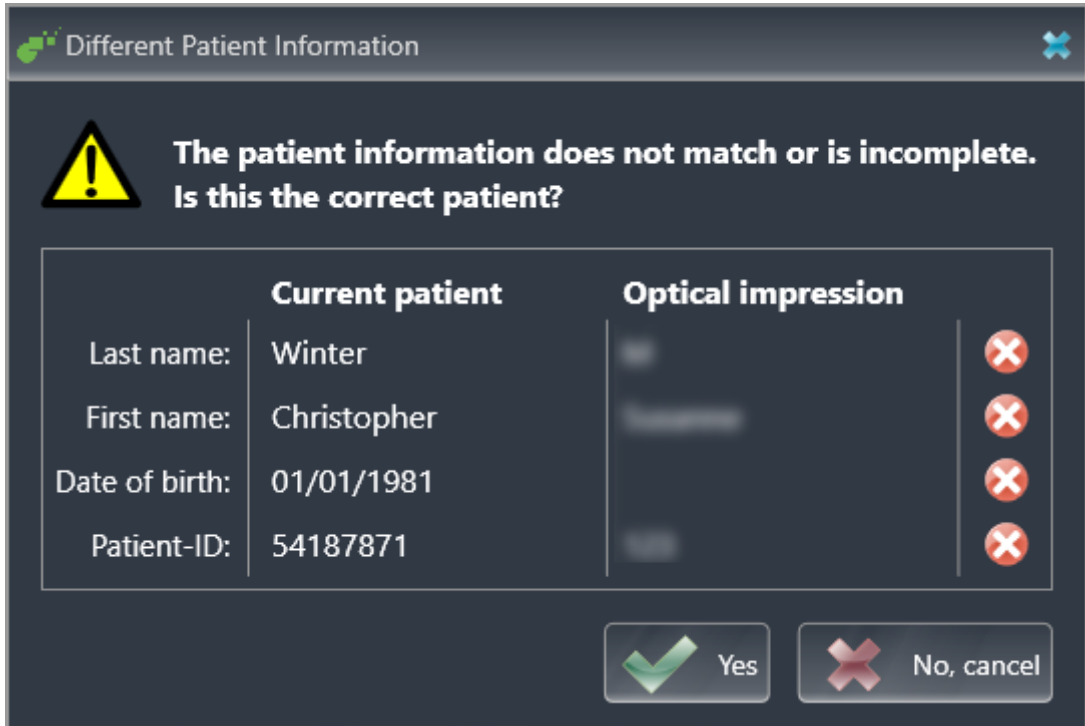 Different Patient Information
The patient information does not match or is incomplete.
Is this the correct patient?
Current patient Optical impression
Last name: Winter
First name: Christopher
Date of birth: 01/01/1981
Patient-ID: 54187871
Yes No, cancel